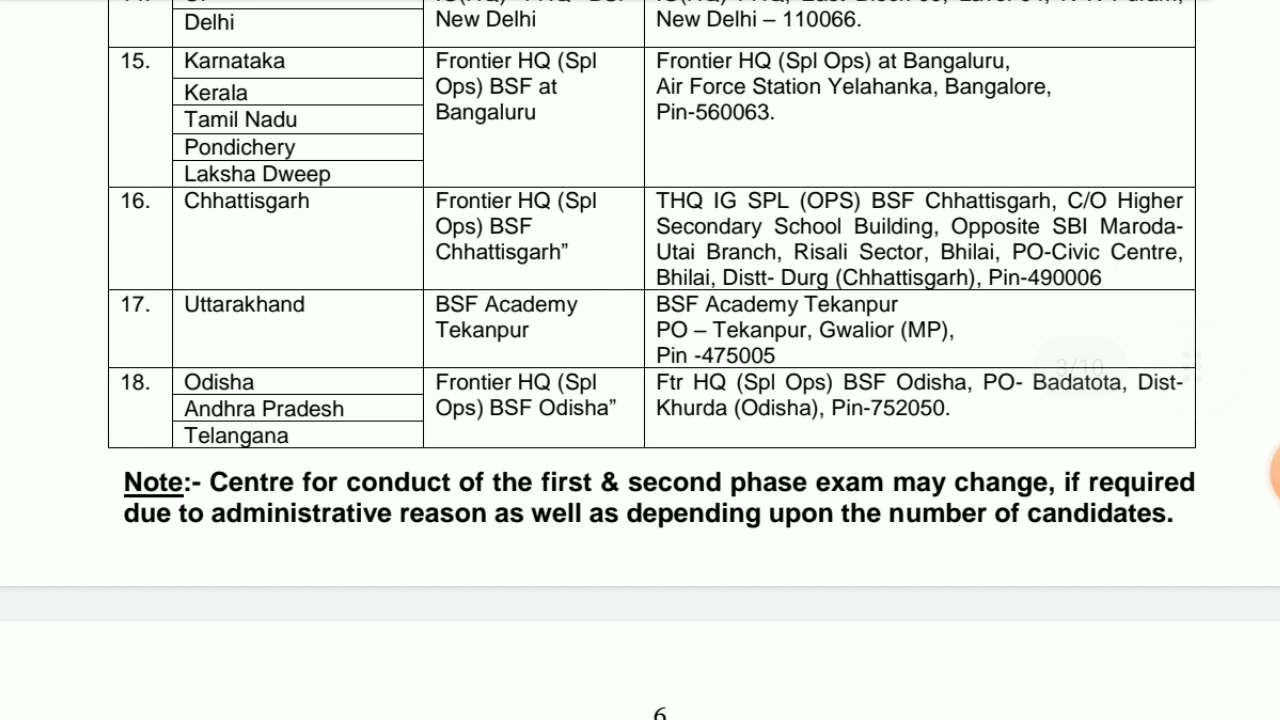 Delhi
New Delhi
New Delhi – 110066.
15.
Karnataka
Kerala
Tamil Nadu
Pondichery
Laksha Dweep
Frontier HQ (Spl
Ops) BSF at
Bangaluru
Frontier HQ (Spl Ops) at Bangaluru,
Air Force Station Yelahanka, Bangalore,
Pin-560063.
16.
Chhattisgarh
Frontier HQ (Spl
Ops) BSF
Chhattisgarh”
THQ IG SPL (OPS) BSF Chhattisgarh, C/O Higher
Secondary School Building, Opposite SBI Maroda-
Utai Branch, Risali Sector, Bhilai, PO-Civic Centre,
Bhilai, Distt- Durg (Chhattisgarh), Pin-490006
17.
Uttarakhand
BSF Academy
Tekanpur
BSF Academy Tekanpur
PO – Tekanpur, Gwalior (MP),
Pin -475005
3/10
18.
Odisha
Andhra Pradesh
Telangana
Frontier HQ (Spl
Ops) BSF Odisha”
Ftr HQ (Spl Ops) BSF Odisha, PO- Badatota, Dist-
Khurda (Odisha), Pin-752050.
Note:- Centre for conduct of the first & second phase exam may change, if required
due to administrative reason as well as depending upon the number of candidates.
6